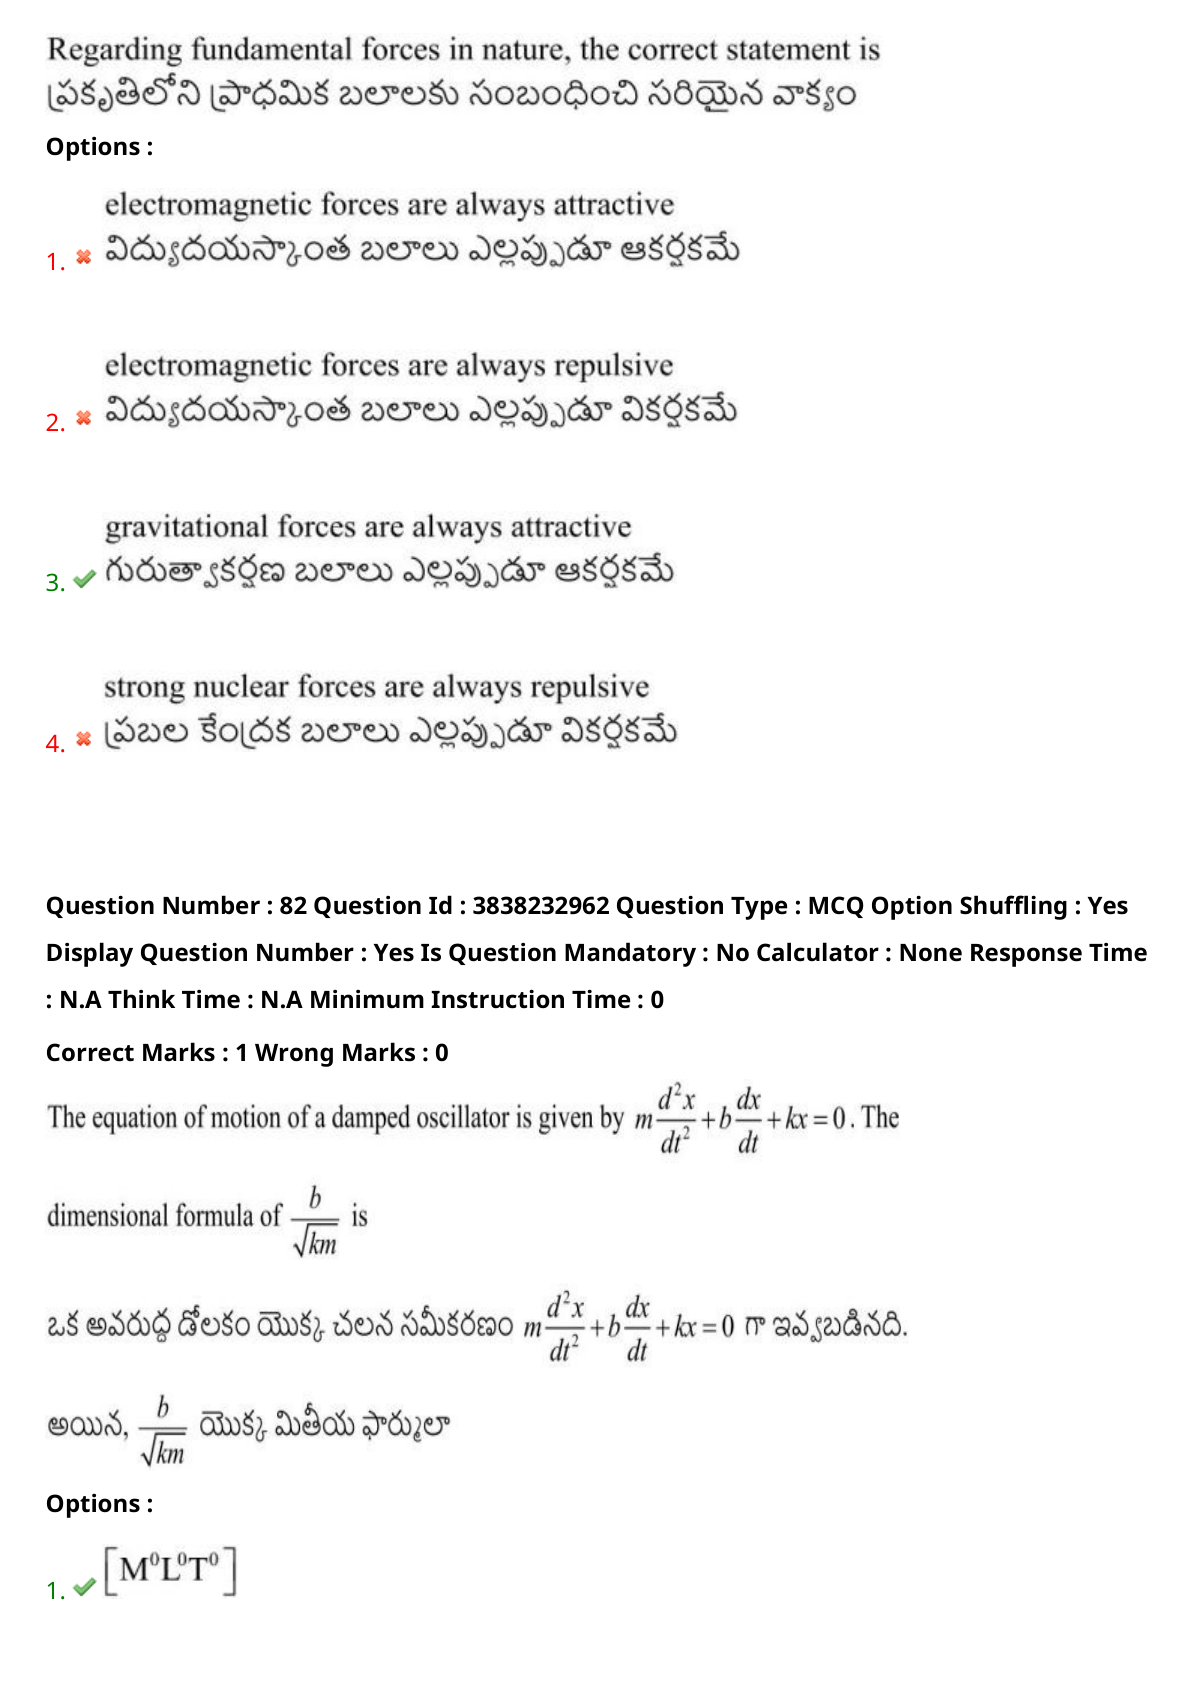 Regarding fundamental forces in nature, the correct statement is
ప్రకృతిలోని ప్రాధమిక బలాలకు సంబంధించి సరియైన వాక్యం
Options :
electromagnetic forces are always attractive
1. విద్యుదయస్కాంత బలాలు ఎల్లప్పుడూ ఆకర్షకమే
electromagnetic forces are always repulsive
2. విద్యుదయస్కాంత బలాలు ఎల్లప్పుడూ వికర్షకమే
gravitational forces are always attractive
3. గురుత్వాకర్షణ బలాలు ఎల్లప్పుడూ ఆకర్షకమే
strong nuclear forces are always repulsive
4. ప్రబల కేంద్రక బలాలు ఎల్లప్పుడూ వికర్షకమే
Question Number : 82 Question Id : 3838232962 Question Type : MCQ Option Shuffling : Yes
Display Question Number : Yes Is Question Mandatory : No Calculator : None Response Time
: N.A Think Time : N.A Minimum Instruction Time : 0
Correct Marks : 1 Wrong Marks : 0
The equation of motion of a damped oscillator is given by $m\frac{d^2x}{dt^2}+b\frac{dx}{dt}+kx=0$. The
dimensional formula of $\frac{b}{\sqrt{km}}$ is
ఒక అవరుద్ధ డోలకం యొక్క చలన సమీకరణం $m\frac{d^2x}{dt^2}+b\frac{dx}{dt}+kx=0$ గా ఇవ్వబడినది.
అయిన, $\frac{b}{\sqrt{km}}$ యొక్క మితీయ ఫార్ములా
Options :
1. $[M^0L^0T^0]$